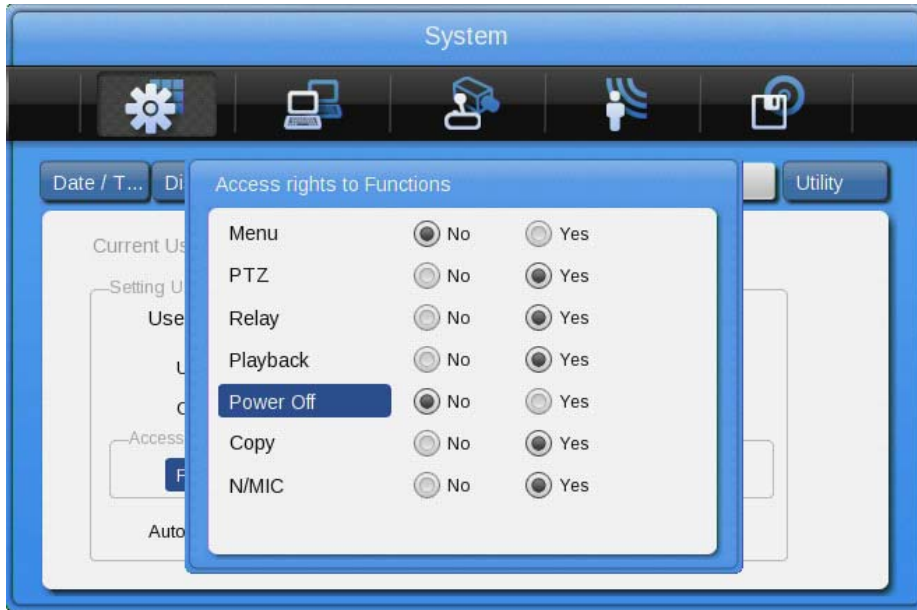 System
Date / T... Di Utility
Access rights to Functions
Current Us
Setting U
Use
Access
Auto
Menu No Yes
PTZ No Yes
Relay No Yes
Playback No Yes
Power Off No Yes
Copy No Yes
N/MIC No Yes